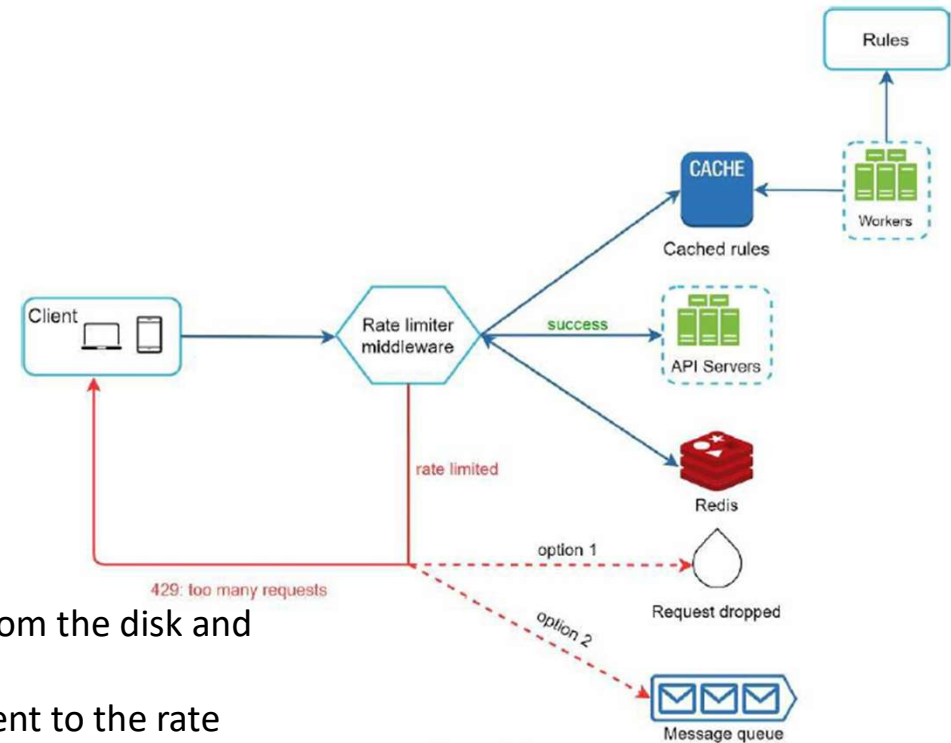 Rules
CACHE
Workers
Cached rules
Client
Rate limiter
middleware
success
API Servers
rate limited
Redis
option 1
429: too many requests
Request dropped
om the disk and
option 2
ent to the rate
Message queue